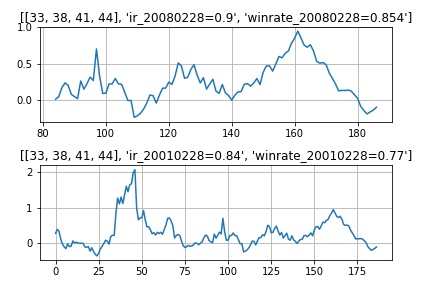 [[33, 38, 41, 44], 'ir_20080228=0.9', 'winrate_20080228=0.854']
1.0
0.5
0.0
80 100 120 140 160 180
[[33, 38, 41, 44], 'ir_20010228=0.84', 'winrate_20010228=0.77']
2
1
0
0 25 50 75 100 125 150 175